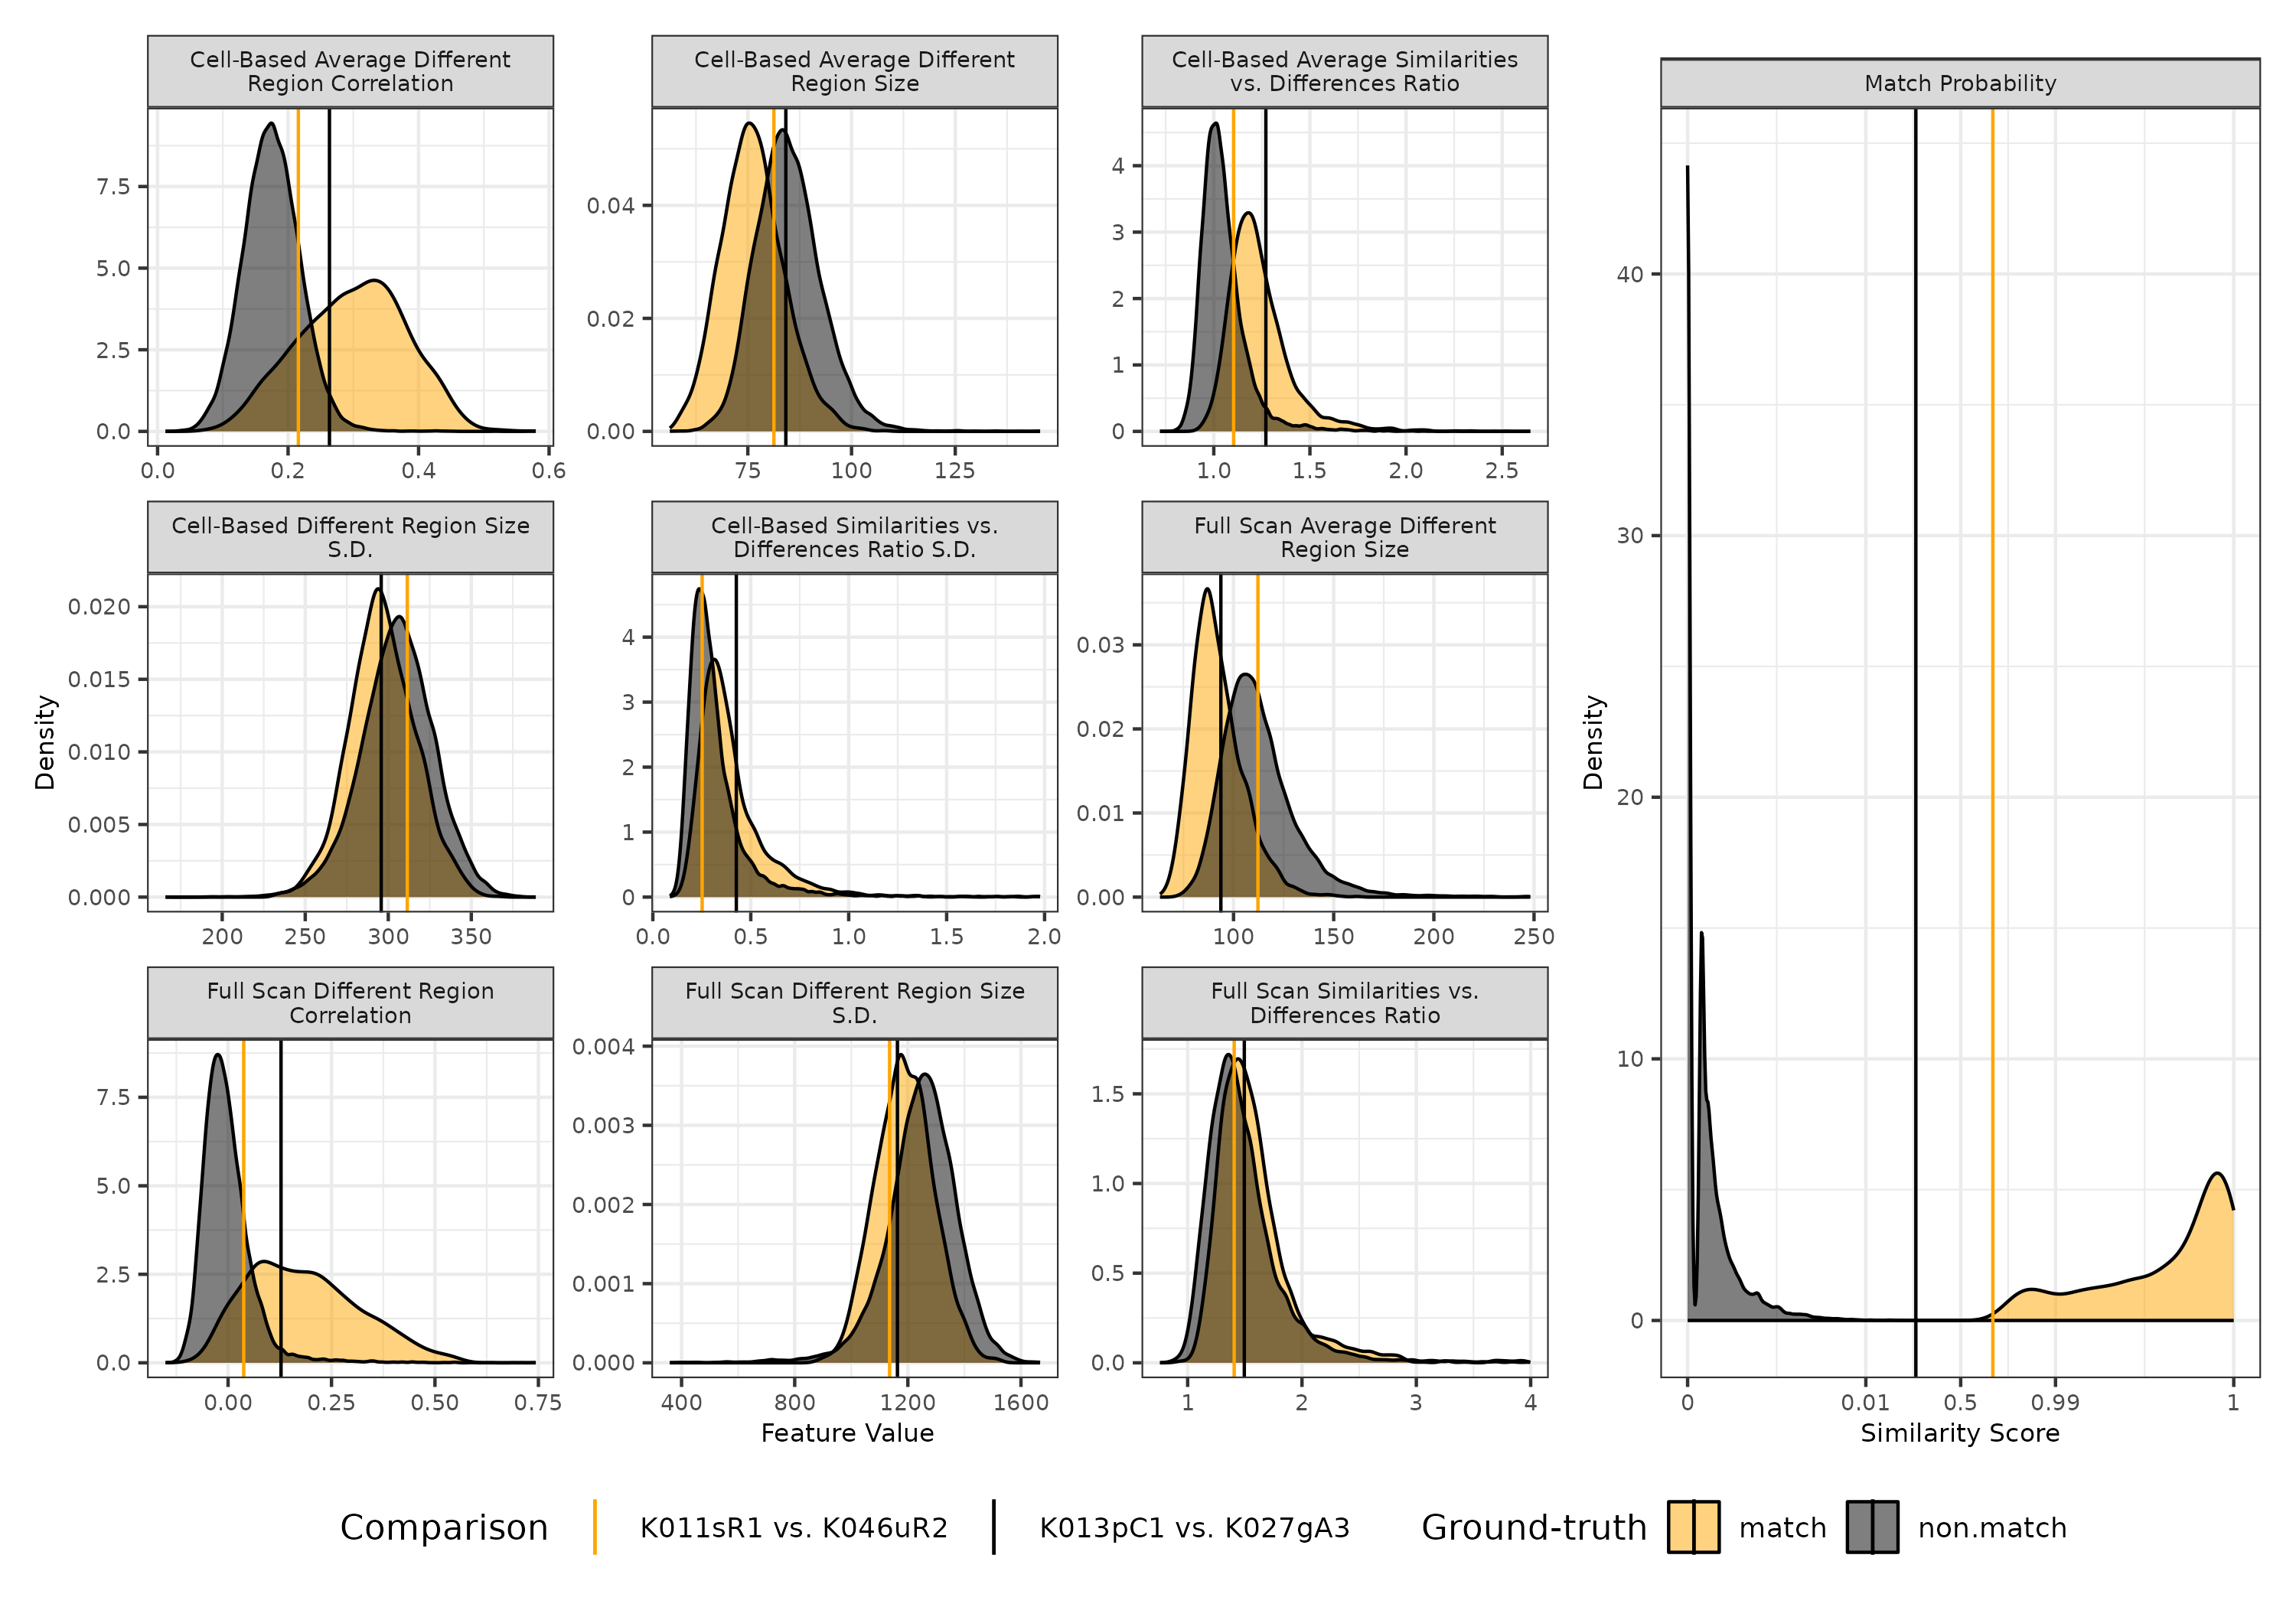 Cell-Based Average Different
Region Correlation
Cell-Based Average Different
Region Size
Cell-Based Average Similarities
vs. Differences Ratio
Match Probability
7.5
5.0
2.5
0.0
0.0 0.2 0.4 0.6
0.04
0.02
0.00
75 100 125
4
3
2
1
0
1.0 1.5 2.0 2.5
Cell-Based Different Region Size
S.D.
Cell-Based Similarities vs.
Differences Ratio S.D.
Full Scan Average Different
Region Size
Density
0.020
0.015
0.010
0.005
0.000
200 250 300 350
4
3
2
1
0
0.0 0.5 1.0 1.5 2.0
0.03
0.02
0.01
0.00
100 150 200 250
Full Scan Different Region
Correlation
Full Scan Different Region Size
S.D.
Full Scan Similarities vs.
Differences Ratio
7.5
5.0
2.5
0.0
0.00 0.25 0.50 0.75
0.004
0.003
0.002
0.001
0.000
400 800 1200 1600
1.5
1.0
0.5
0.0
1 2 3 4
Feature Value
Density
40
30
20
10
0
0 0.01 0.5 0.99 1
Similarity Score
Comparison K011sR1 vs. K046uR2 K013pC1 vs. K027gA3 Ground-truth match non.match